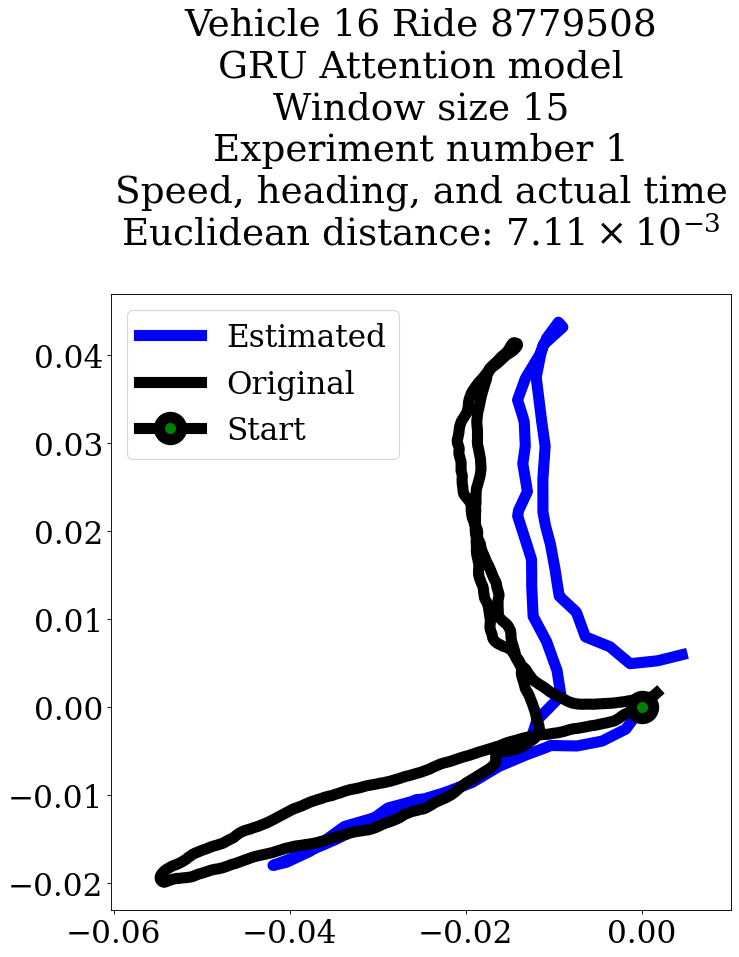 Vehicle 16 Ride 8779508
GRU Attention model
Window size 15
Experiment number 1
Speed, heading, and actual time
Euclidean distance: 7.11 × 10⁻³
Estimated
Original
Start
0.04
0.03
0.02
0.01
0.00
−0.01
−0.02
−0.06
−0.04
−0.02
0.00